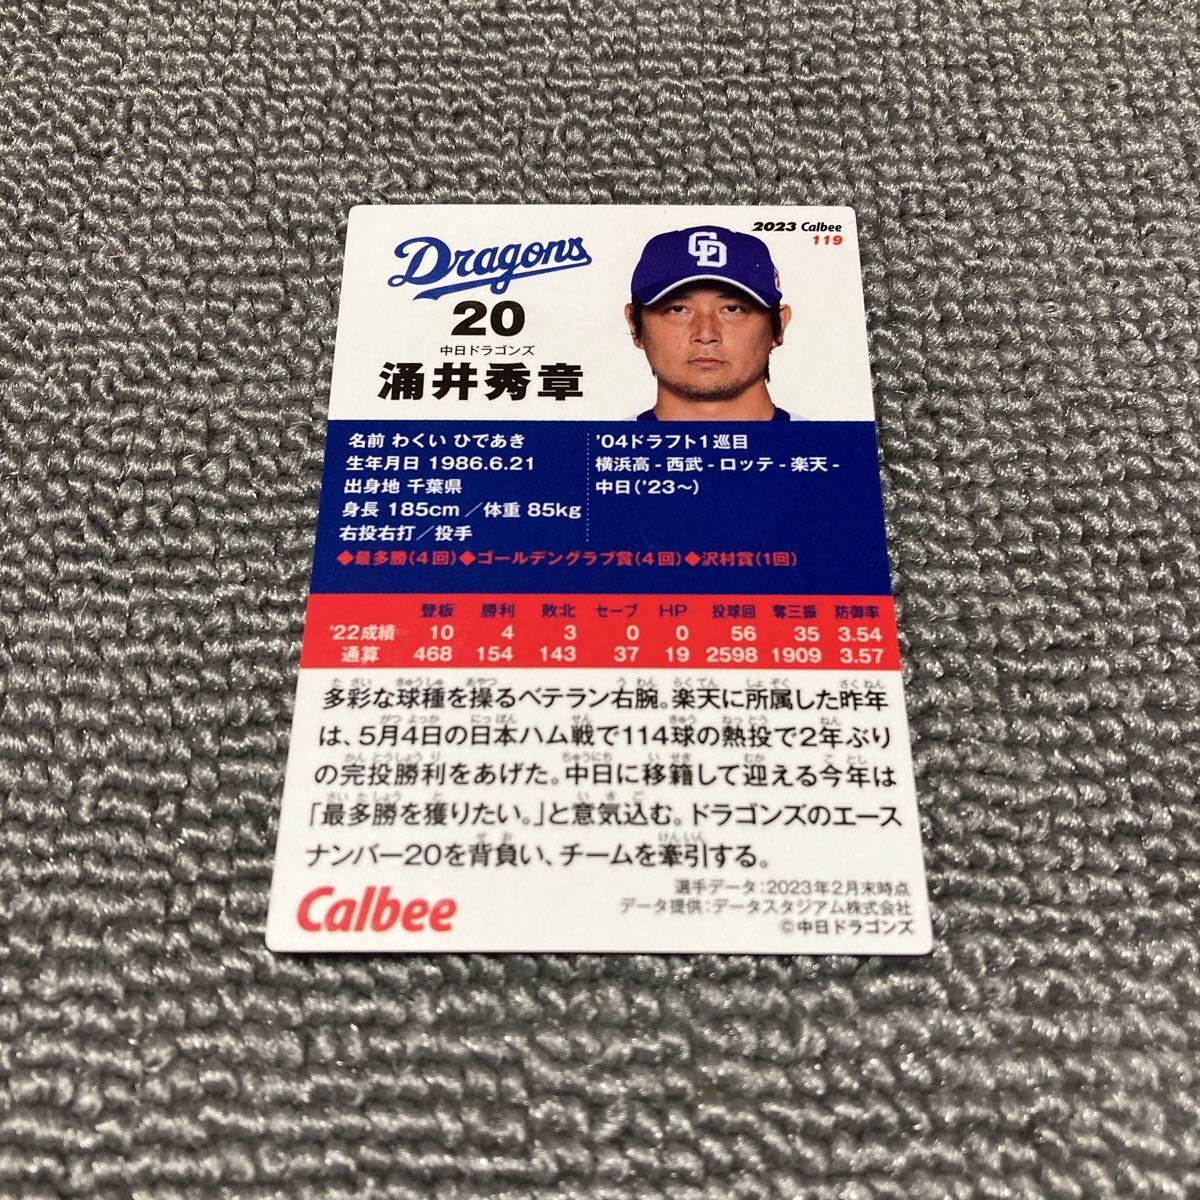 2023 Calbee
119
Dragons
20
中日ドラゴンズ
涌井秀章
名前 わくい ひであき
生年月日 1986.6.21
出身地 千葉県
身長 185cm／体重 85kg
右投右打／投手
'04ドラフト1巡目
横浜高 - 西武 - ロッテ - 楽天 -
中日('23～)
◆最多勝(4回)◆ゴールデングラブ賞(4回)◆沢村賞(1回)
登板 勝利 敗北 セーブ HP 投球回 奪三振 防御率
'22成績 10 4 3 0 0 56 35 3.54
通算 468 154 143 37 19 2598 1909 3.57
多彩な球種を操るベテラン右腕。楽天に所属した昨年
は、5月4日の日本ハム戦で114球の熱投で2年ぶり
の完投勝利をあげた。中日に移籍して迎える今年は
「最多勝を獲りたい。」と意気込む。ドラゴンズのエース
ナンバー20を背負い、チームを牽引する。
選手データ:2023年2月末時点
データ提供:データスタジアム株式会社
©中日ドラゴンズ
Calbee